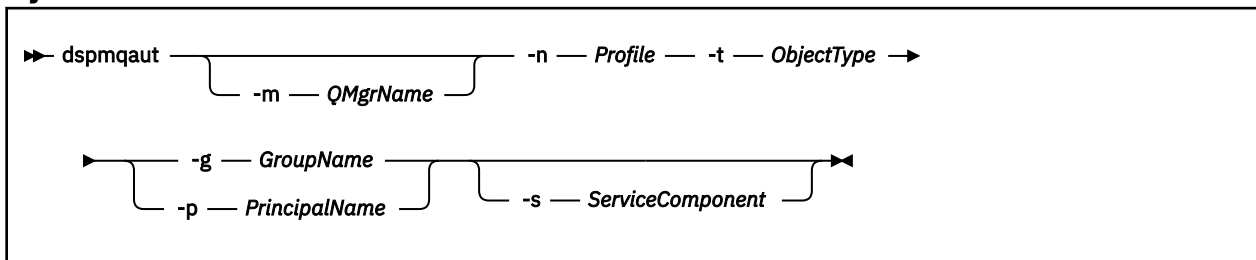 dspmqaut -n Profile -t ObjectType
-m QMgrName
-g GroupName
-p PrincipalName
-s ServiceComponent